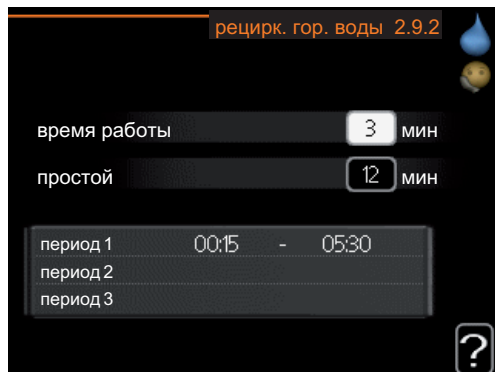 рецирк. гор. воды 2.9.2
время работы 3 мин
простой 12 мин
период 1 00:15 - 05:30
период 2
период 3
?